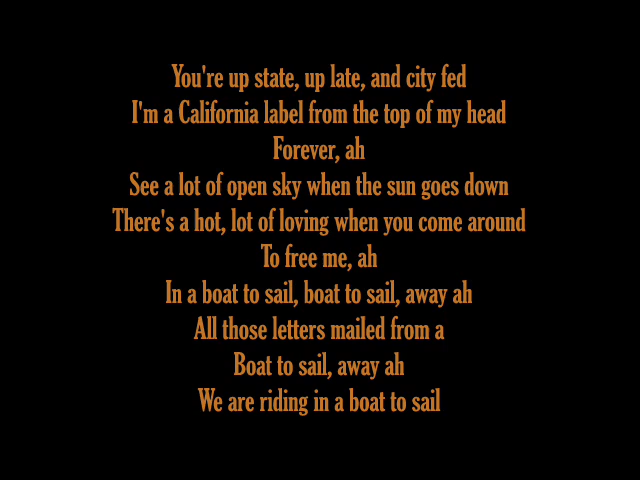 You're up state, up late, and city fed
I'm a California label from the top of my head
Forever, ah
See a lot of open sky when the sun goes down
There's a hot, lot of loving when you come around
To free me, ah
In a boat to sail, boat to sail, away ah
All those letters mailed from a
Boat to sail, away ah
We are riding in a boat to sail